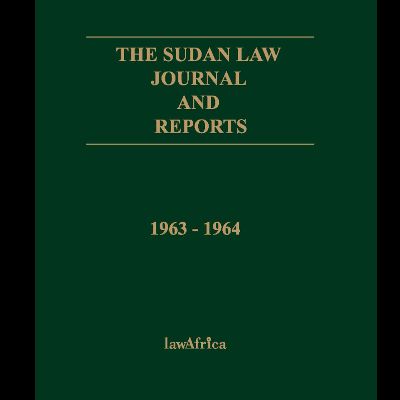 THE SUDAN LAW
JOURNAL
AND
REPORTS
1963 - 1964
lawAfrica